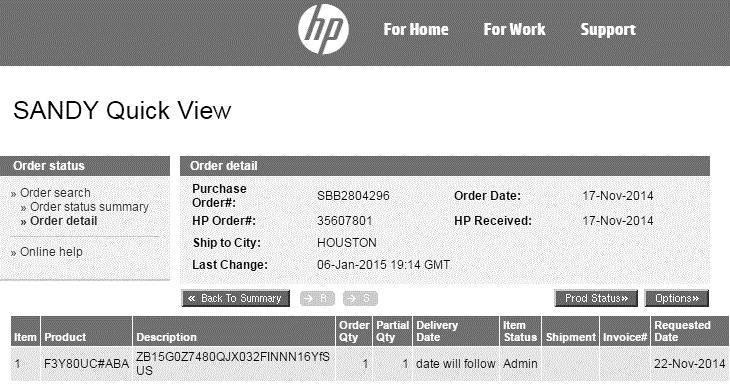 hp For Home For Work Support
SANDY Quick View
Order status
» Order search
» Order status summary
» Order detail
» Online help
Order detail
Purchase Order#: SBB2804296 Order Date: 17-Nov-2014
HP Order#: 35607801 HP Received: 17-Nov-2014
Ship to City: HOUSTON
Last Change: 06-Jan-2015 19:14 GMT
« Back To Summary → R → S Prod Status» Options»
Item Product Description Order Qty Partial Qty Delivery Date Item Status Shipment Invoice# Requested Date
1 F3Y80UC#ABA ZB15G0Z7480QJX032FINNN16YfS US 1 1 date will follow Admin 22-Nov-2014